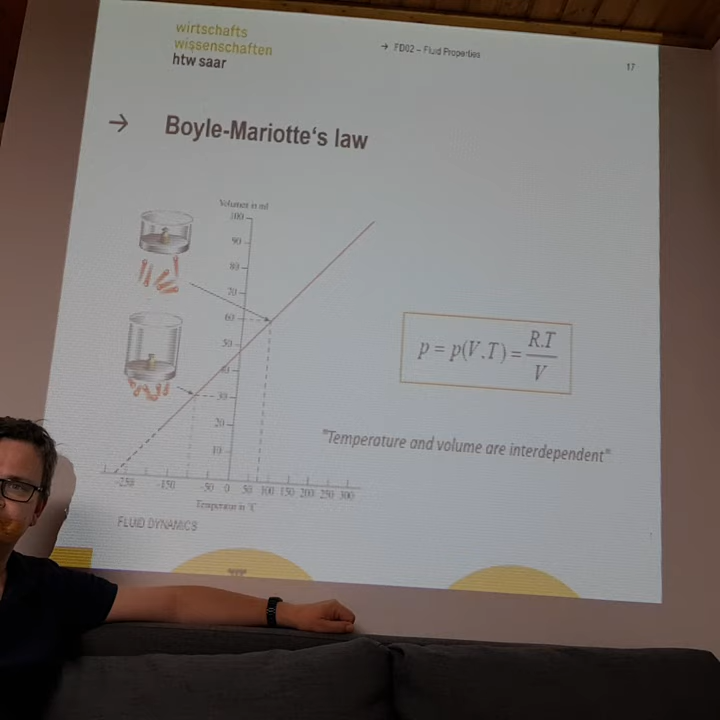 wirtschafts
wissenschaften
htw saar
→ FD02 – Fluid Properties
17
→ Boyle-Mariotte's law
Volumen in ml
100
90
80
70
60
50
40
30
20
10
-250 -150 -50 0 50 100 150 200 250 300
Temperatur in °C
p = p(V.T) = R.T / V
"Temperature and volume are interdependent"
FLUID DYNAMICS